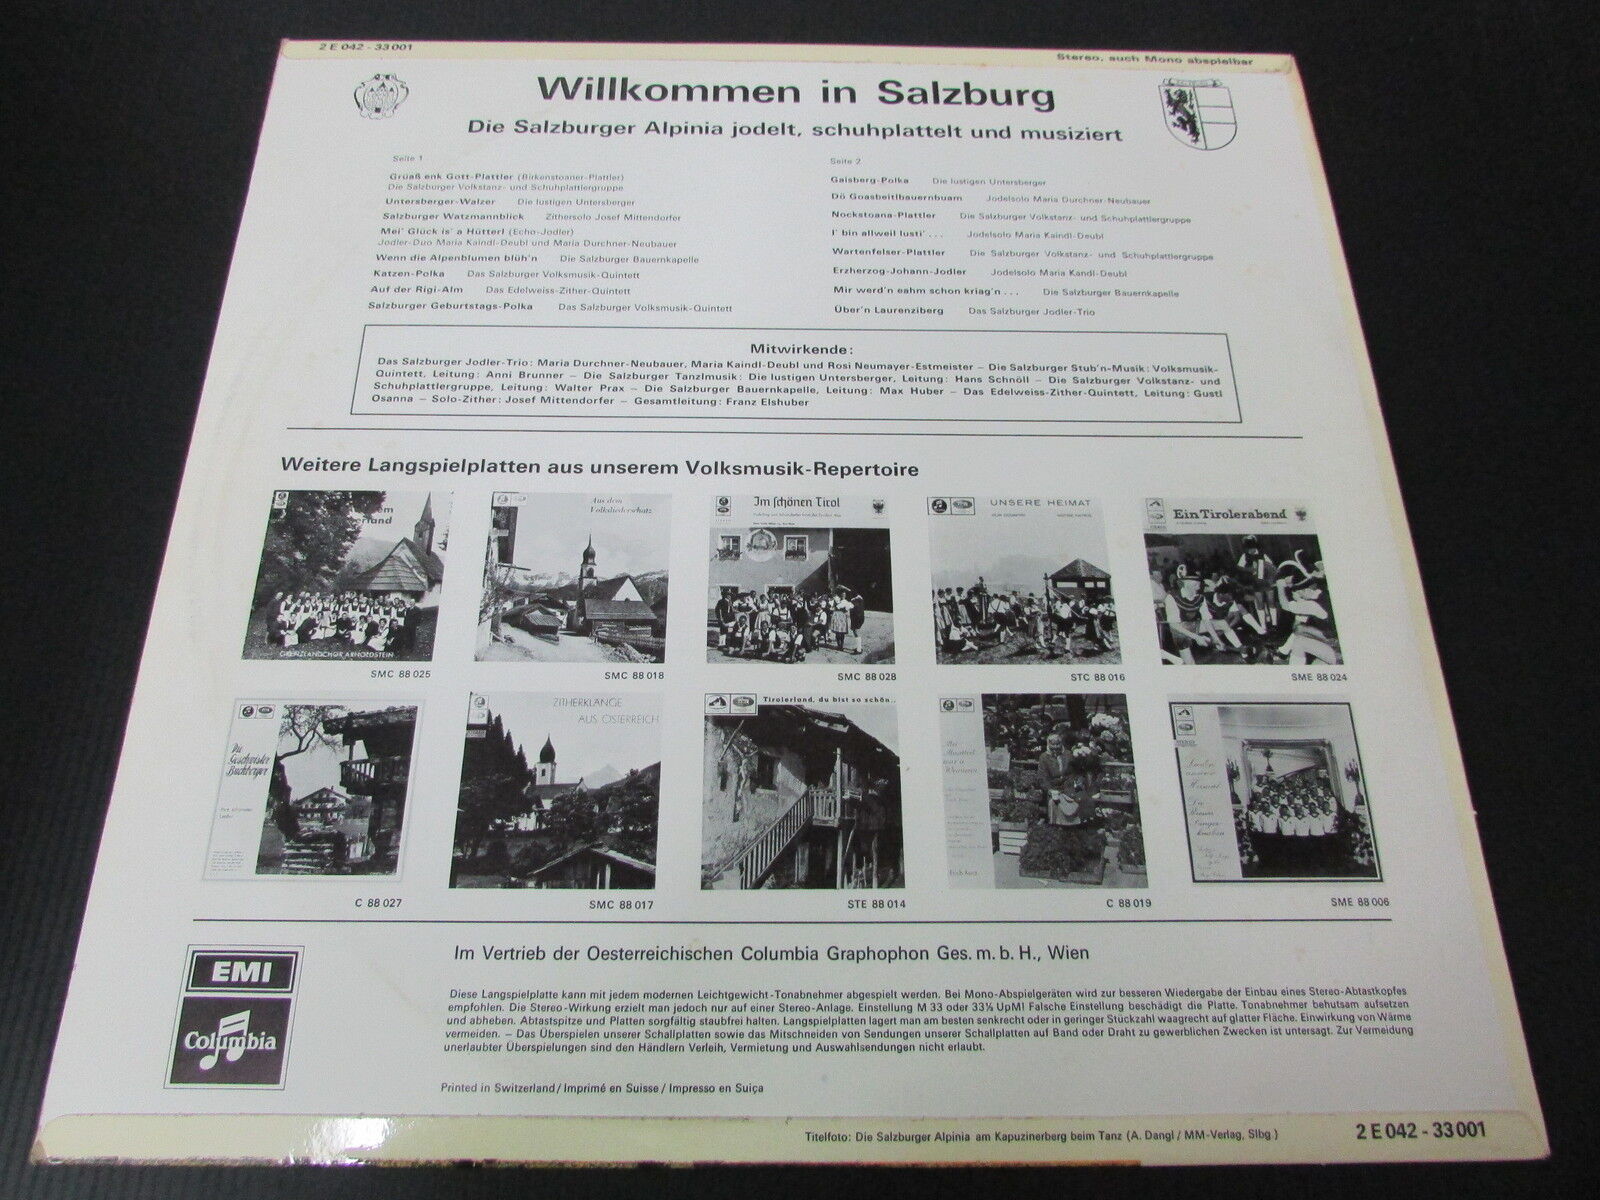 2 E 042 - 33 001
Stereo, auch Mono abspielbar
Willkommen in Salzburg
Die Salzburger Alpinia jodelt, schuhplattelt und musiziert
Seite 1
Grüaß enk Gott-Plattler (Birkenstoaner-Plattler)
Die Salzburger Volkstanz- und Schuhplattlergruppe
Untersberger-Walzer Die lustigen Untersberger
Salzburger Watzmannblick Zithersolo Josef Mittendorfer
Mei' Glück is' a Hütterl (Echo-Jodler)
Jodler-Duo Maria Kaindl-Deubl und Maria Durchner-Neubauer
Wenn die Alpenblumen blüh'n Die Salzburger Bauernkapelle
Katzen-Polka Das Salzburger Volksmusik-Quintett
Auf der Rigi-Alm Das Edelweiss-Zither-Quintett
Salzburger Geburtstags-Polka Das Salzburger Volksmusik-Quintett
Seite 2
Gaisberg-Polka Die lustigen Untersberger
Dö Goasbeitlbauernbuam Jodelsolo Maria Durchner-Neubauer
Nockstoana-Plattler Die Salzburger Volkstanz- und Schuhplattlergruppe
I' bin allweil lusti' . . . Jodelsolo Maria Kaindl-Deubl
Wartenfelser-Plattler Die Salzburger Volkstanz- und Schuhplattlergruppe
Erzherzog-Johann-Jodler Jodelsolo Maria Kandl-Deubl
Mir werd'n eahm schon kriag'n . . . Die Salzburger Bauernkapelle
Über'n Laurenziberg Das Salzburger Jodler-Trio
Mitwirkende:
Das Salzburger Jodler-Trio: Maria Durchner-Neubauer, Maria Kaindl-Deubl und Rosi Neumayer-Estmeister – Die Salzburger Stub'n-Musik: Volksmusik-
Quintett, Leitung: Anni Brunner – Die Salzburger Tanzlmusik: Die lustigen Untersberger, Leitung: Hans Schnöll – Die Salzburger Volkstanz- und
Schuhplattlergruppe, Leitung: Walter Prax – Die Salzburger Bauernkapelle, Leitung: Max Huber – Das Edelweiss-Zither-Quintett, Leitung: Gustl
Osanna – Solo-Zither: Josef Mittendorfer – Gesamtleitung: Franz Elshuber
Weitere Langspielplatten aus unserem Volksmusik-Repertoire
GRENZLANDCHOR ARNOLDSTEIN
Aus dem
Volksliederschatz
Im schönen Tirol
UNSERE HEIMAT
Ein Tirolerabend
SMC 88 025
SMC 88 018
SMC 88 028
STC 88 016
SME 88 024
Die
Geschwister
Buchberger
ZITHERKLÄNGE
AUS ÖSTERREICH
Tirolerland, du bist so schön..
Erich Kunz
C 88 027
SMC 88 017
STE 88 014
C 88 019
SME 88 006
EMI
Columbia
Im Vertrieb der Oesterreichischen Columbia Graphophon Ges. m. b. H., Wien
Diese Langspielplatte kann mit jedem modernen Leichtgewicht-Tonabnehmer abgespielt werden. Bei Mono-Abspielgeräten wird zur besseren Wiedergabe der Einbau eines Stereo-Abtastkopfes
empfohlen. Die Stereo-Wirkung erzielt man jedoch nur auf einer Stereo-Anlage. Einstellung M 33 oder 33⅓ UpM! Falsche Einstellung beschädigt die Platte. Tonabnehmer behutsam aufsetzen
und abheben. Abtastspitze und Platten sorgfältig staubfrei halten. Langspielplatten lagert man am besten senkrecht oder in geringer Stückzahl waagrecht auf glatter Fläche. Einwirkung von Wärme
vermeiden. – Das Überspielen unserer Schallplatten sowie das Mitschneiden von Sendungen unserer Schallplatten auf Band oder Draht zu gewerblichen Zwecken ist untersagt. Zur Vermeidung
unerlaubter Überspielungen sind den Händlern Verleih, Vermietung und Auswahlsendungen nicht erlaubt.
Printed in Switzerland / Imprimé en Suisse / Impresso en Suiça
Titelfoto: Die Salzburger Alpinia am Kapuzinerberg beim Tanz (A. Dangl / MM-Verlag, Slbg )
2 E 042 - 33 001